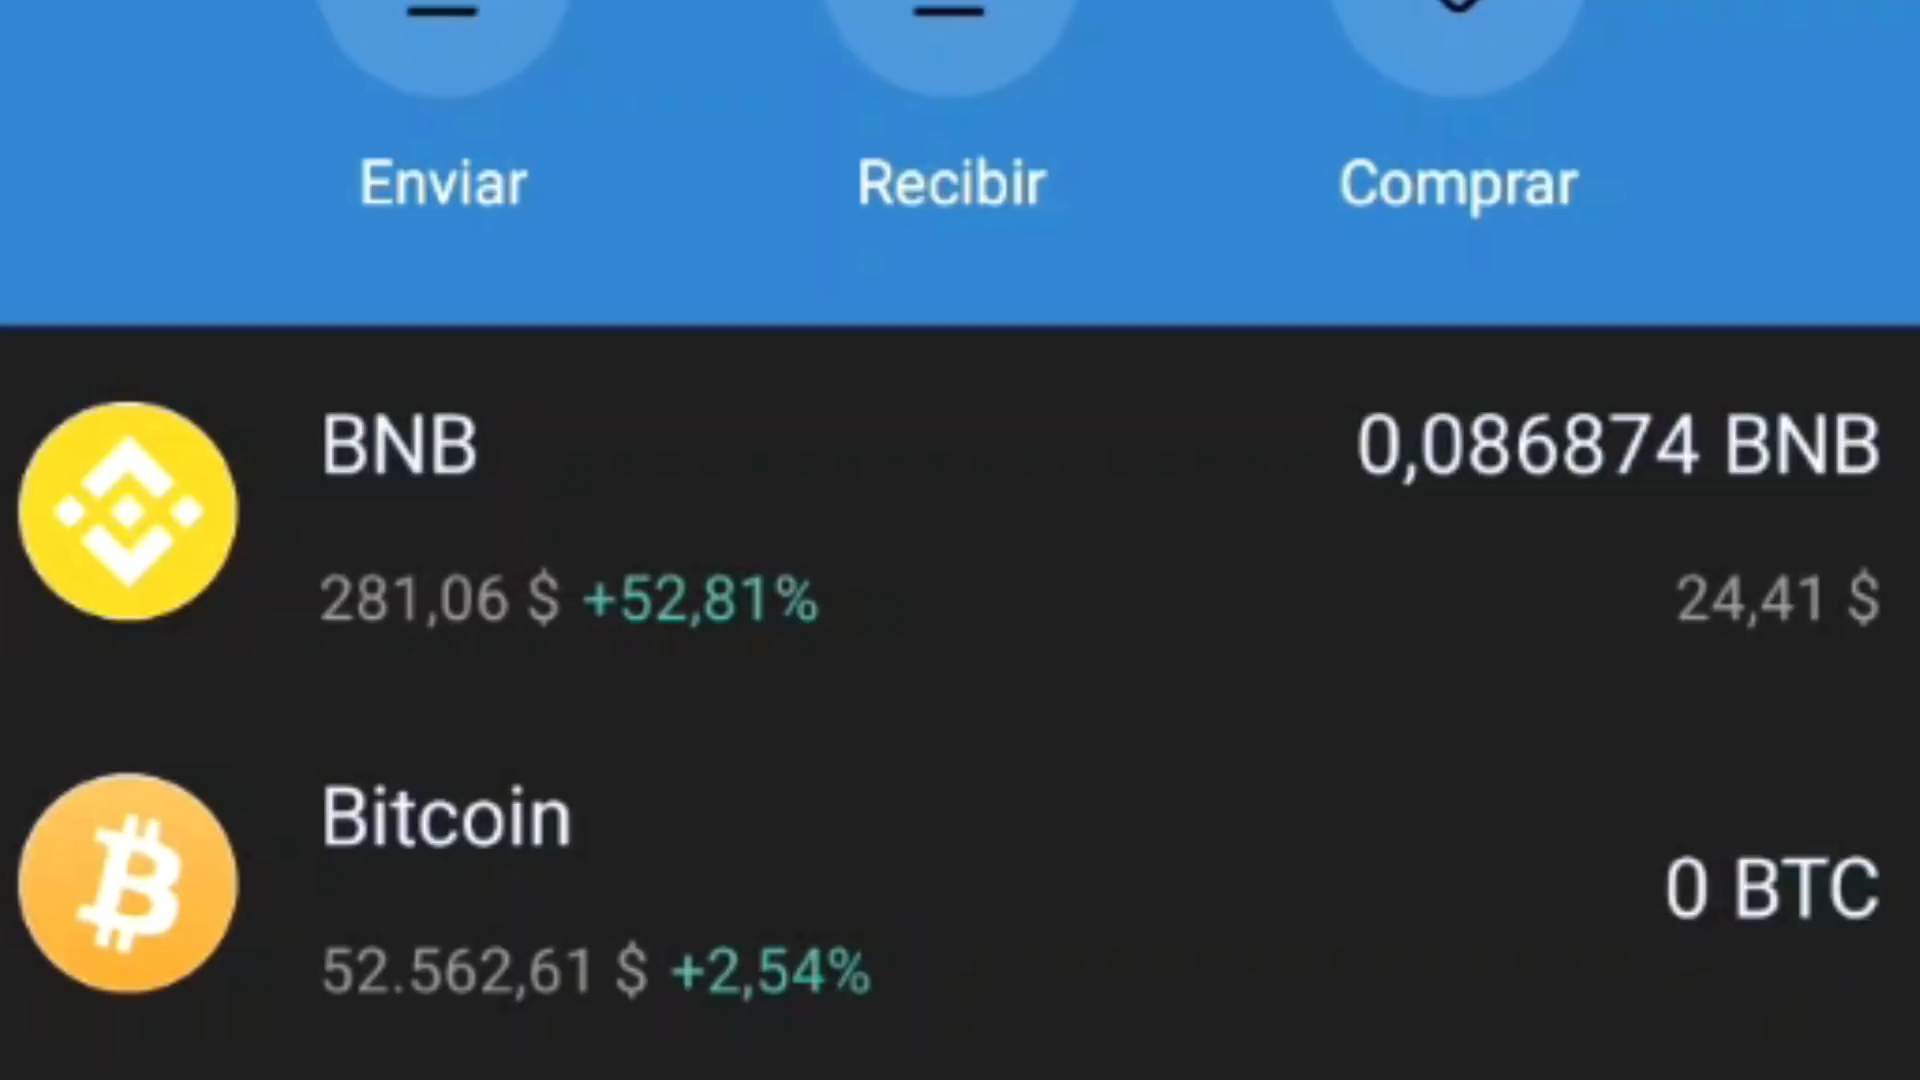 Enviar Recibir Comprar
BNB 0,086874 BNB
281,06 $ +52,81% 24,41 $
Bitcoin
0 BTC
52.562,61 $ +2,54%